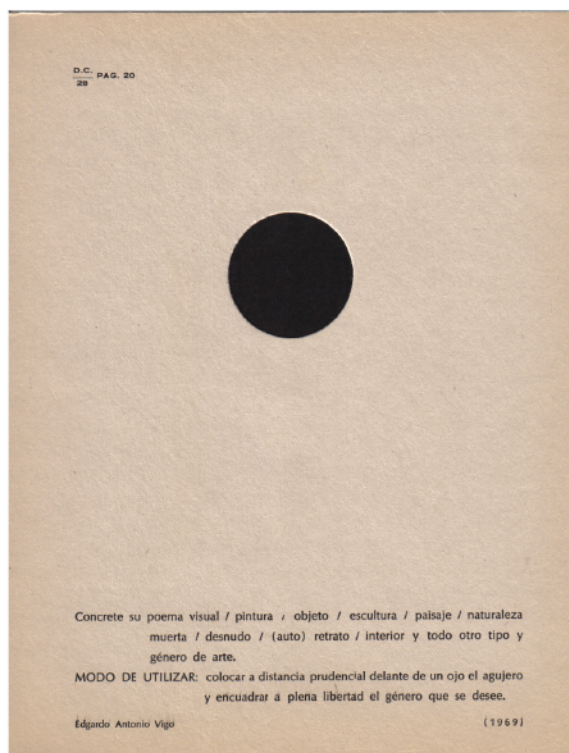 D.C.
28 PAG. 20
Concrete su poema visual / pintura / objeto / escultura / paisaje / naturaleza
muerta / desnudo / (auto) retrato / interior y todo otro tipo y
género de arte.
MODO DE UTILIZAR: colocar a distancia prudencial delante de un ojo el agujero
y encuadrar a plena libertad el género que se desee.
Edgardo Antonio Vigo (1969)